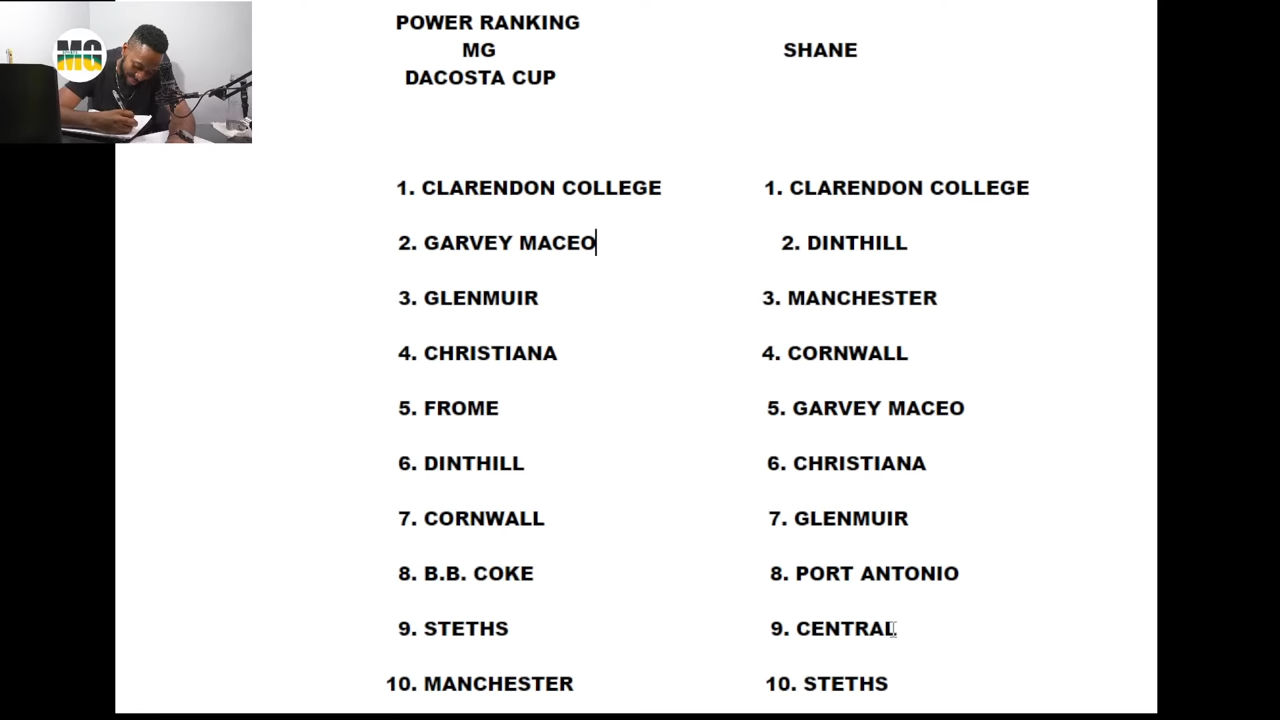 MG
POWER RANKING
MG
DACOSTA CUP
1. CLARENDON COLLEGE
2. GARVEY MACEO
3. GLENMUIR
4. CHRISTIANA
5. FROME
6. DINTHILL
7. CORNWALL
8. B.B. COKE
9. STETHS
10. MANCHESTER
SHANE
1. CLARENDON COLLEGE
2. DINTHILL
3. MANCHESTER
4. CORNWALL
5. GARVEY MACEO
6. CHRISTIANA
7. GLENMUIR
8. PORT ANTONIO
9. CENTRAL
10. STETHS